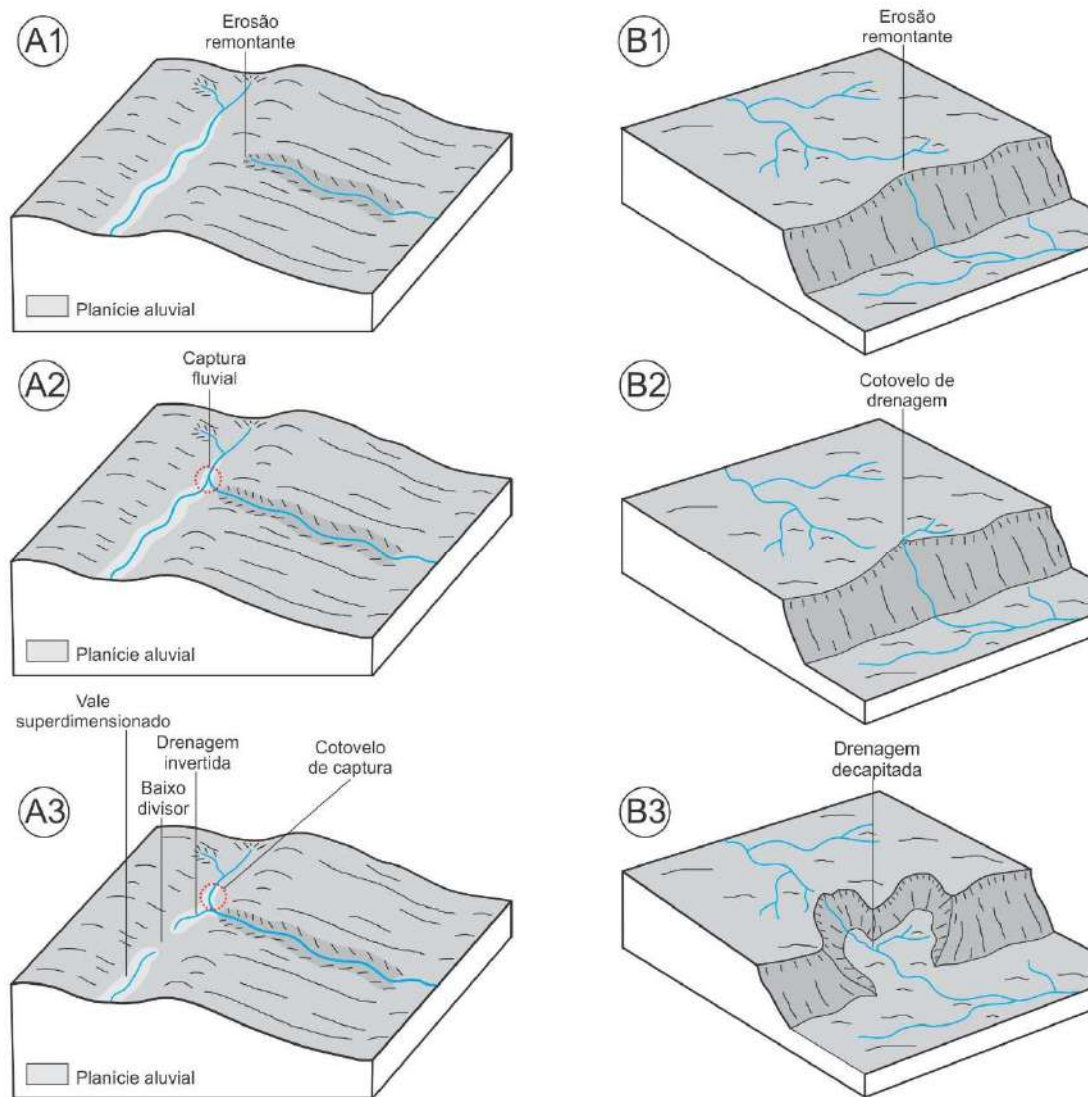 A1
Erosão
remontante
Planície aluvial
B1
Erosão
remontante
A2
Captura
fluvial
Planície aluvial
B2
Cotovelo de
drenagem
A3
Vale
superdimensionado
Drenagem
invertida
Baixo
divisor
Cotovelo
de captura
Planície aluvial
B3
Drenagem
decapitada